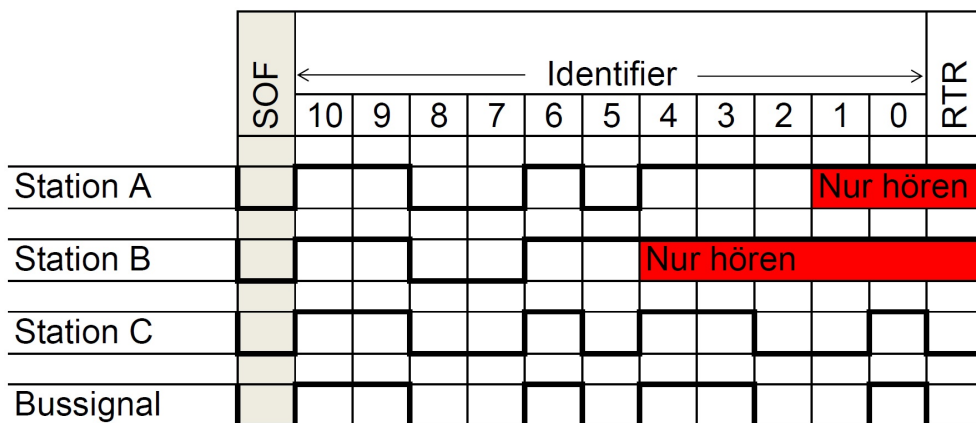 SOF
Identifier
RTR
10 9 8 7 6 5 4 3 2 1 0
Station A
Nur hören
Station B
Nur hören
Station C
Bussignal